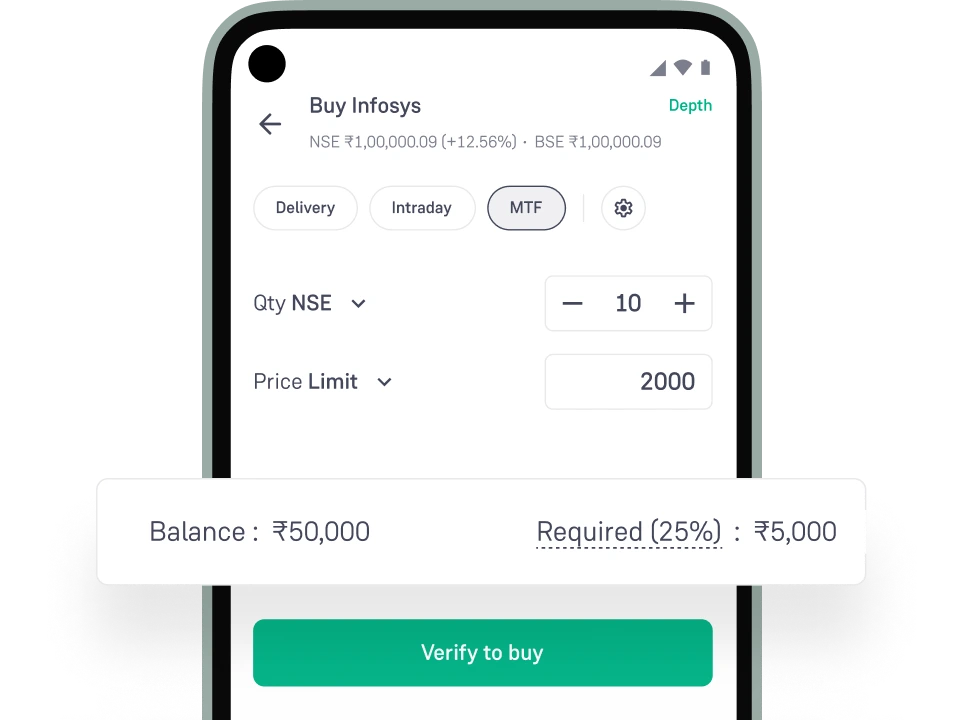 Buy Infosys
Depth
NSE ₹1,00,000.09 (+12.56%) · BSE ₹1,00,000.09
Delivery Intraday MTF
Qty NSE 10
Price Limit 2000
Balance : ₹50,000 Required (25%) : ₹5,000
Verify to buy